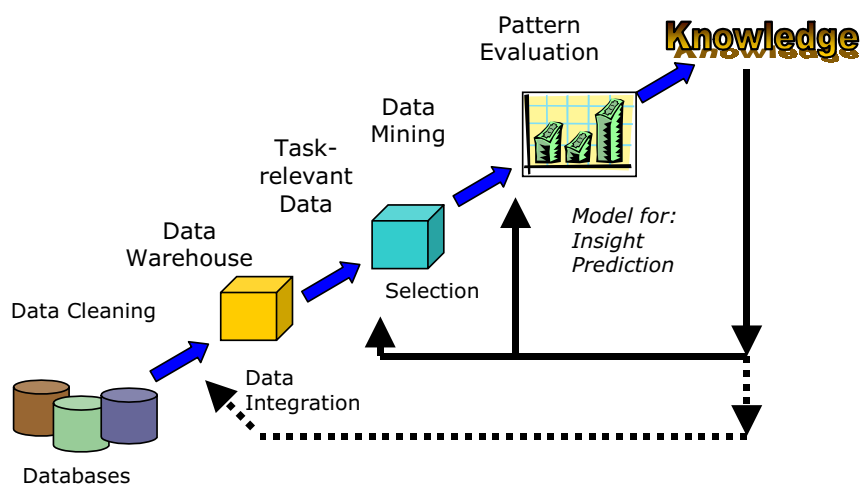 Pattern
Evaluation
Knowledge
Data
Mining
Task-
relevant
Data
Model for:
Insight
Prediction
Data
Warehouse
Selection
Data Cleaning
Data
Integration
Databases